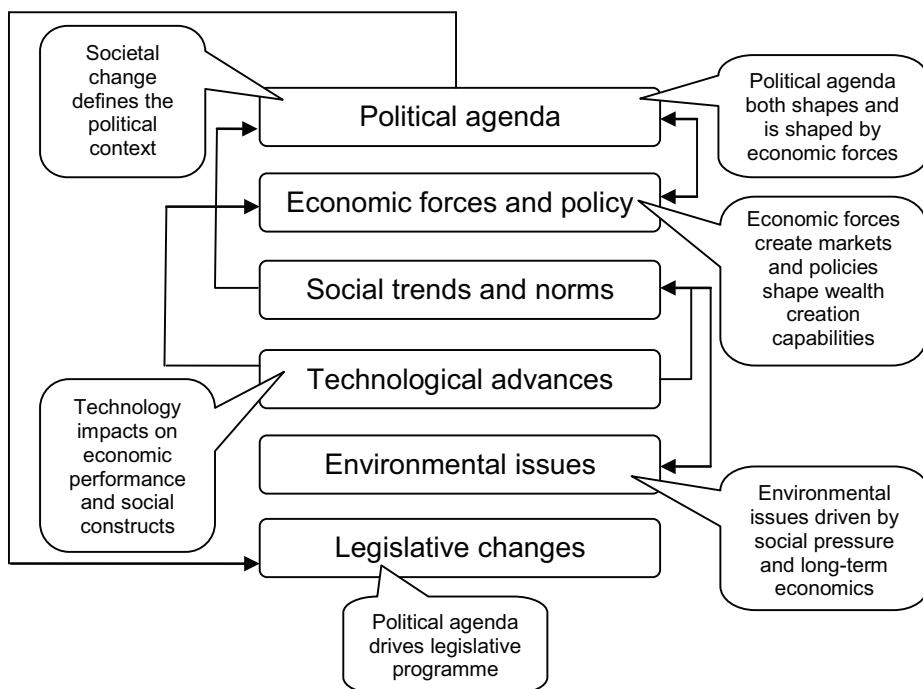 Societal
change
defines the
political
context
Political agenda
Political agenda
both shapes and
is shaped by
economic forces
Economic forces and policy
Economic forces
create markets
and policies
shape wealth
creation
capabilities
Social trends and norms
Technological advances
Technology
impacts on
economic
performance
and social
constructs
Environmental issues
Environmental
issues driven by
social pressure
and long-term
economics
Legislative changes
Political agenda
drives legislative
programme